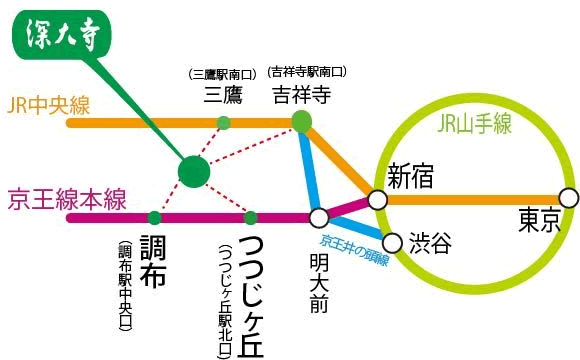 深大寺
(三鷹駅南口)
三鷹
(吉祥寺駅南口)
吉祥寺
JR中央線
JR山手線
京王線本線
新宿
東京
渋谷
京王井の頭線
明大前
調布
(調布駅中央口)
つつじヶ丘
(つつじヶ丘駅北口)